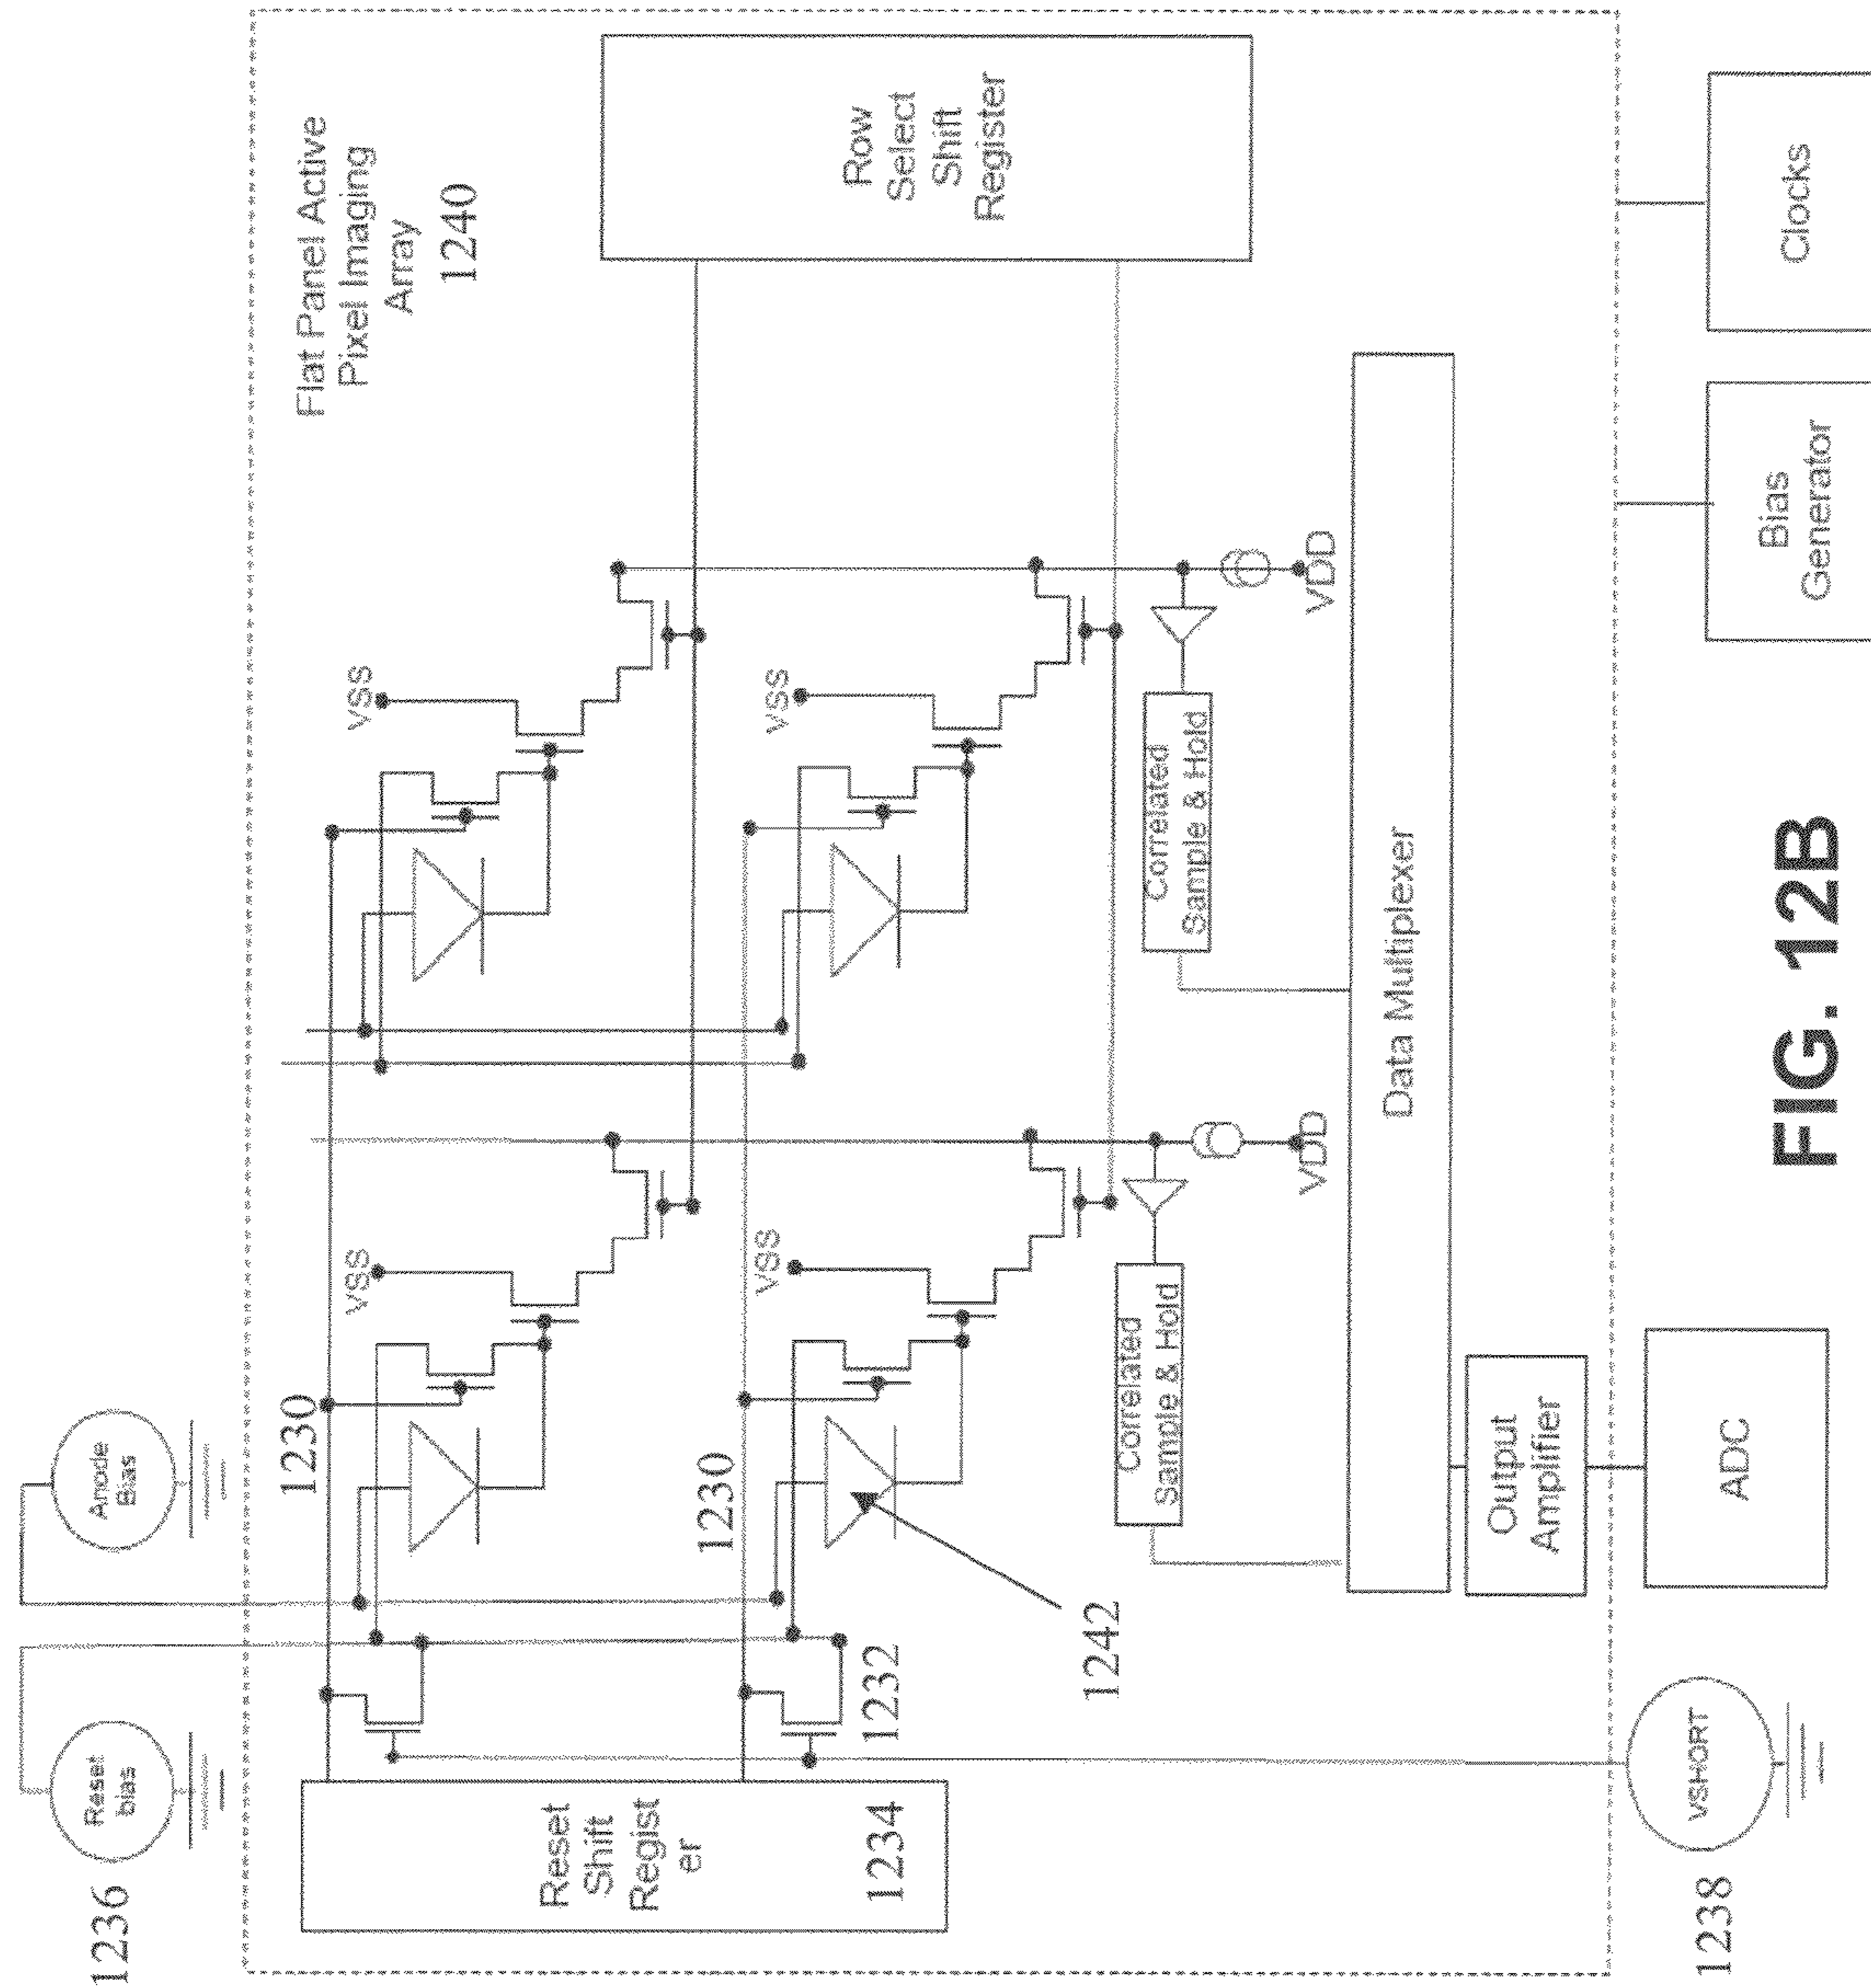 1236
Reset
bias
Anode
Bias
Flat Panel Active
Pixel Imaging
Array
1240
1230
VSS
VSS
1230
VSS
VSS
1232
1242
Reset
Shift
Regist
er
1234
Row
Select
Shift
Register
Correlated
Sample & Hold
VDD
Correlated
Sample & Hold
VDD
Data Multiplexer
Output
Amplifier
1238
VSHORT
ADC
Bias
Generator
Clocks
FIG. 12B